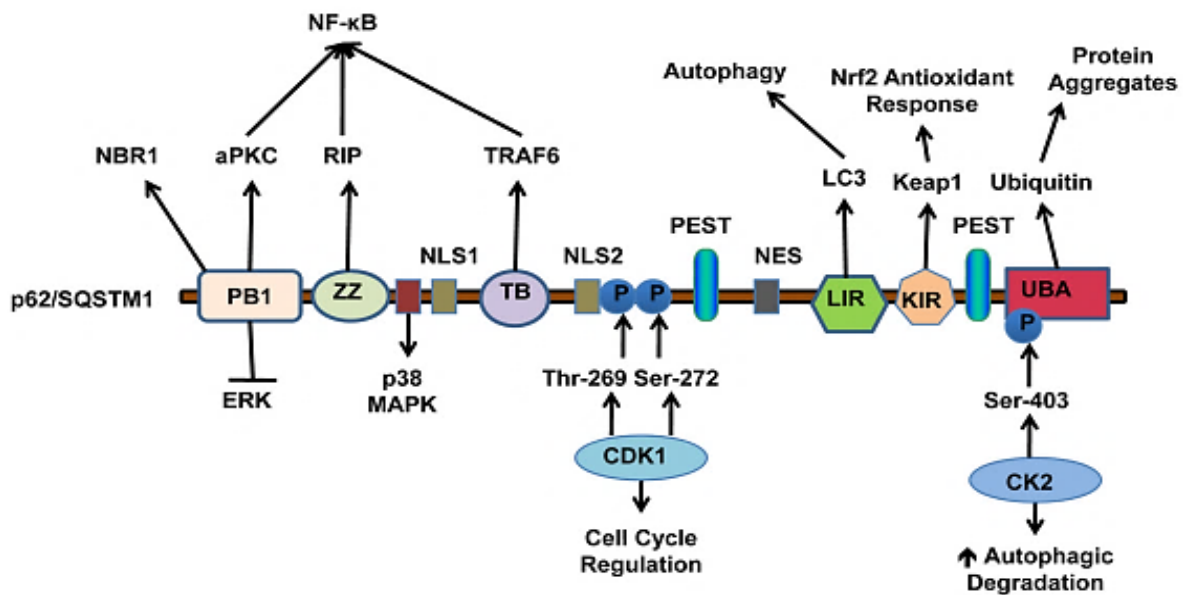 NF-κB
Autophagy
Nrf2 Antioxidant
Response
Protein
Aggregates
NBR1
aPKC
RIP
TRAF6
LC3
Keap1
Ubiquitin
p62/SQSTM1
PB1
ZZ
NLS1
TB
NLS2
P
P
PEST
NES
LIR
KIR
PEST
UBA
P
ERK
p38
MAPK
Thr-269 Ser-272
CDK1
Cell Cycle
Regulation
Ser-403
CK2
↑ Autophagic
Degradation